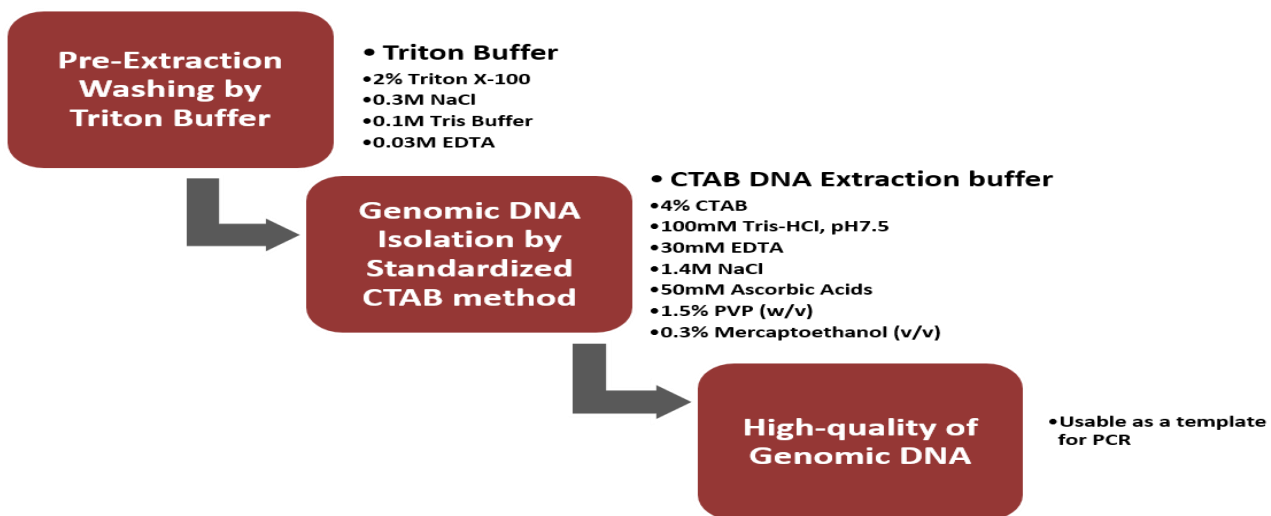 Pre-Extraction
Washing by
Triton Buffer
• Triton Buffer
•2% Triton X-100
•0.3M NaCl
•0.1M Tris Buffer
•0.03M EDTA
Genomic DNA
Isolation by
Standardized
CTAB method
• CTAB DNA Extraction buffer
•4% CTAB
•100mM Tris-HCl, pH7.5
•30mM EDTA
•1.4M NaCl
•50mM Ascorbic Acids
•1.5% PVP (w/v)
•0.3% Mercaptoethanol (v/v)
High-quality of
Genomic DNA
•Usable as a template
for PCR